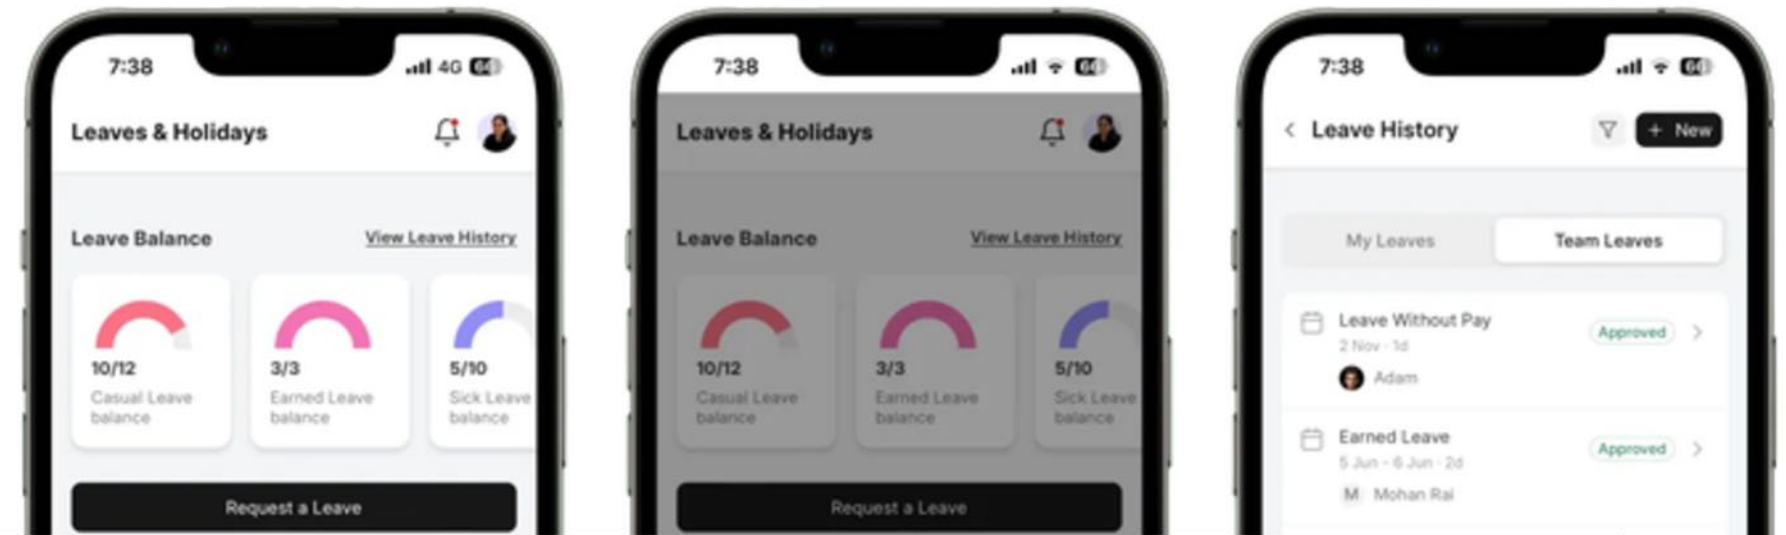 7:38 4G 64
Leaves & Holidays
Leave Balance View Leave History
10/12 3/3 5/10
Casual Leave Earned Leave Sick Leave
balance balance balance
Request a Leave
7:38 64
Leaves & Holidays
Leave Balance View Leave History
10/12 3/3 5/10
Casual Leave Earned Leave Sick Leave
balance balance balance
Request a Leave
7:38 64
Leave History + New
My Leaves Team Leaves
Leave Without Pay Approved
2 Nov · 1d
Adam
Earned Leave Approved
5 Jun - 6 Jun · 2d
M Mohan Rai